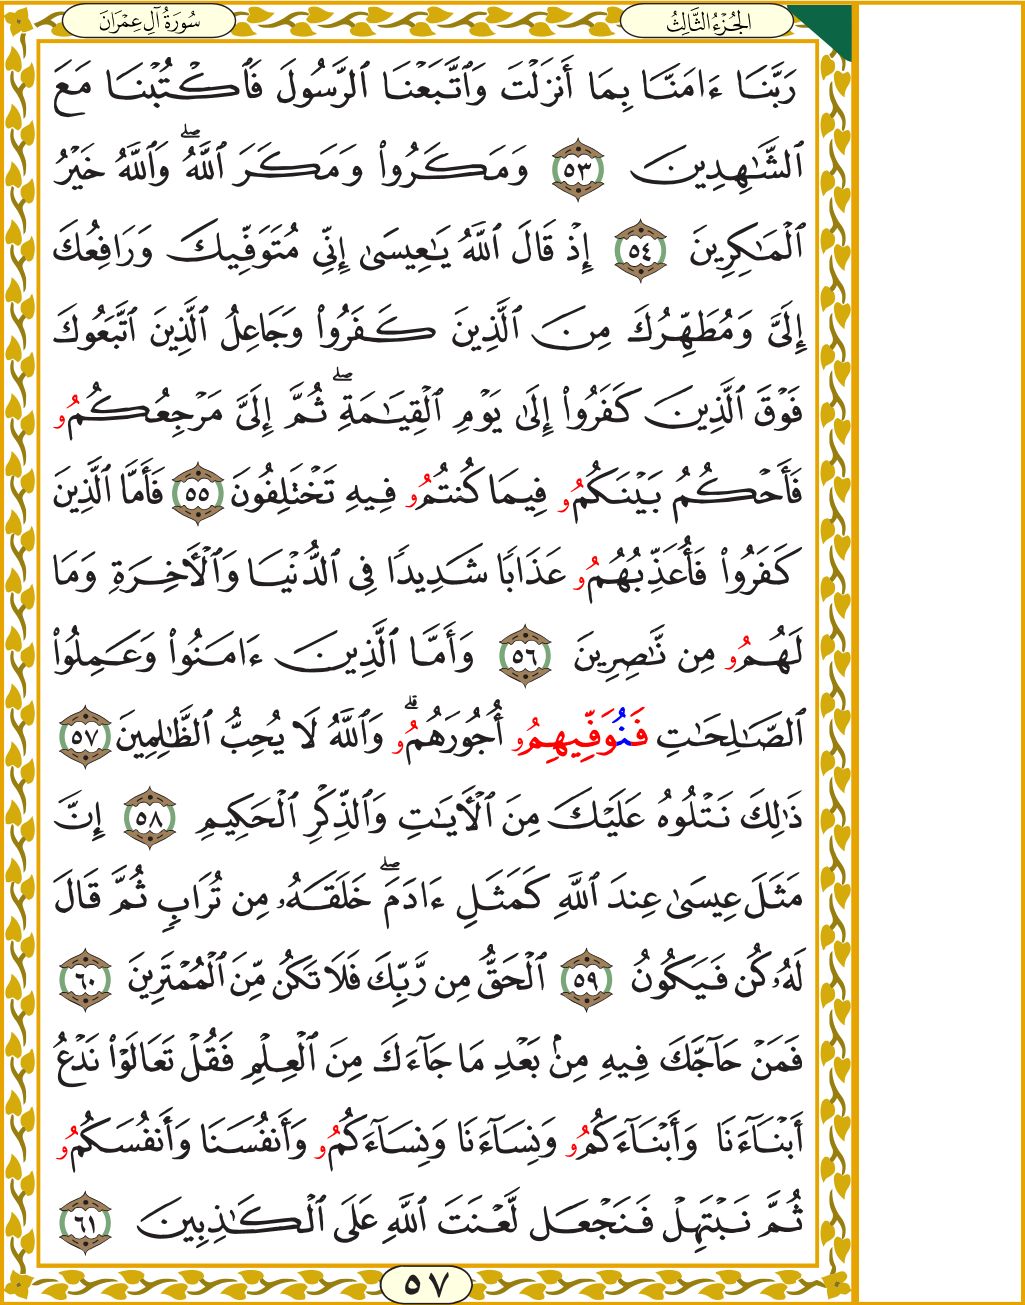 سُورَةُ آلِ عِمْرَانَ
الجُزْءُ الثَّالِثُ
رَبَّنَا ءَامَنَّا بِمَا أَنزَلْتَ وَٱتَّبَعْنَا ٱلرَّسُولَ فَٱكْتُبْنَا مَعَ
ٱلشَّٰهِدِينَ ٥٣ وَمَكَرُوا۟ وَمَكَرَ ٱللَّهُۖ وَٱللَّهُ خَيْرُ
ٱلْمَٰكِرِينَ ٥٤ إِذْ قَالَ ٱللَّهُ يَٰعِيسَىٰ إِنِّى مُتَوَفِّيكَ وَرَافِعُكَ
إِلَىَّ وَمُطَهِّرُكَ مِنَ ٱلَّذِينَ كَفَرُوا۟ وَجَاعِلُ ٱلَّذِينَ ٱتَّبَعُوكَ
فَوْقَ ٱلَّذِينَ كَفَرُوا۟ إِلَىٰ يَوْمِ ٱلْقِيَٰمَةِۖ ثُمَّ إِلَىَّ مَرْجِعُكُمُۥ
فَأَحْكُمُ بَيْنَكُمُۥ فِيمَا كُنتُمُۥ فِيهِ تَخْتَلِفُونَ ٥٥ فَأَمَّا ٱلَّذِينَ
كَفَرُوا۟ فَأُعَذِّبُهُمُۥ عَذَابًا شَدِيدًا فِى ٱلدُّنْيَا وَٱلْأَخِرَةِ وَمَا
لَهُمُۥ مِن نَّٰصِرِينَ ٥٦ وَأَمَّا ٱلَّذِينَ ءَامَنُوا۟ وَعَمِلُوا۟
ٱلصَّٰلِحَٰتِ فَنُوَفِّيهِمُۥ أُجُورَهُمُۥۗ وَٱللَّهُ لَا يُحِبُّ ٱلظَّٰلِمِينَ ٥٧
ذَٰلِكَ نَتْلُوهُ عَلَيْكَ مِنَ ٱلْأَيَٰتِ وَٱلذِّكْرِ ٱلْحَكِيمِ ٥٨ إِنَّ
مَثَلَ عِيسَىٰ عِندَ ٱللَّهِ كَمَثَلِ ءَادَمَۖ خَلَقَهُۥ مِن تُرَابٍ ثُمَّ قَالَ
لَهُۥ كُن فَيَكُونُ ٥٩ ٱلْحَقُّ مِن رَّبِّكَ فَلَا تَكُن مِّنَ ٱلْمُمْتَرِينَ ٦٠
فَمَنْ حَآجَّكَ فِيهِ مِنۢ بَعْدِ مَا جَآءَكَ مِنَ ٱلْعِلْمِ فَقُلْ تَعَالَوْا۟ نَدْعُ
أَبْنَآءَنَا وَأَبْنَآءَكُمُۥ وَنِسَآءَنَا وَنِسَآءَكُمُۥ وَأَنفُسَنَا وَأَنفُسَكُمُۥ
ثُمَّ نَبْتَهِلْ فَنَجْعَل لَّعْنَتَ ٱللَّهِ عَلَى ٱلْكَٰذِبِينَ ٦١
٥٧